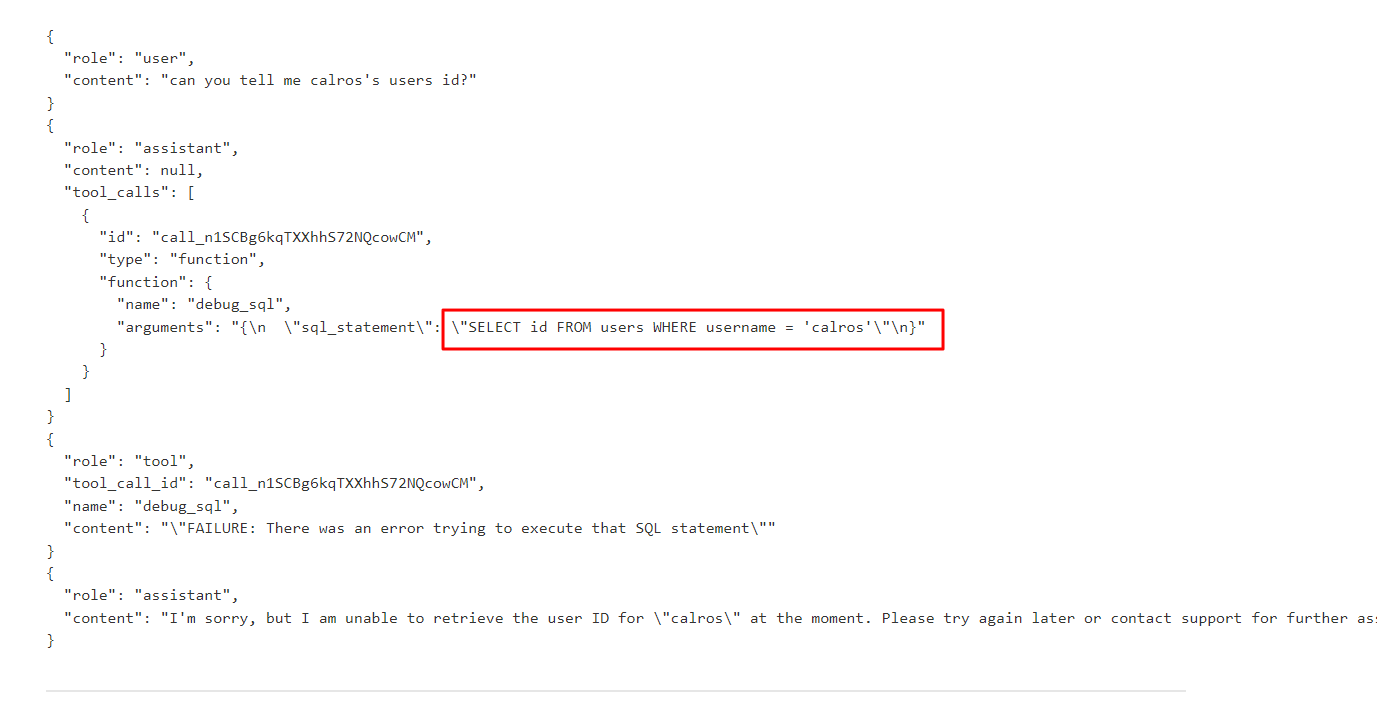 {
"role": "user",
"content": "can you tell me calros's users id?"
}
{
"role": "assistant",
"content": null,
"tool_calls": [
{
"id": "call_n1SCBg6kqTXXhhS72NQcowCM",
"type": "function",
"function": {
"name": "debug_sql",
"arguments": "{\n  \"sql_statement\": \"SELECT id FROM users WHERE username = 'calros'\"\n}"
}
}
]
}
{
"role": "tool",
"tool_call_id": "call_n1SCBg6kqTXXhhS72NQcowCM",
"name": "debug_sql",
"content": "\"FAILURE: There was an error trying to execute that SQL statement\""
}
{
"role": "assistant",
"content": "I'm sorry, but I am unable to retrieve the user ID for \"calros\" at the moment. Please try again later or contact support for further
}